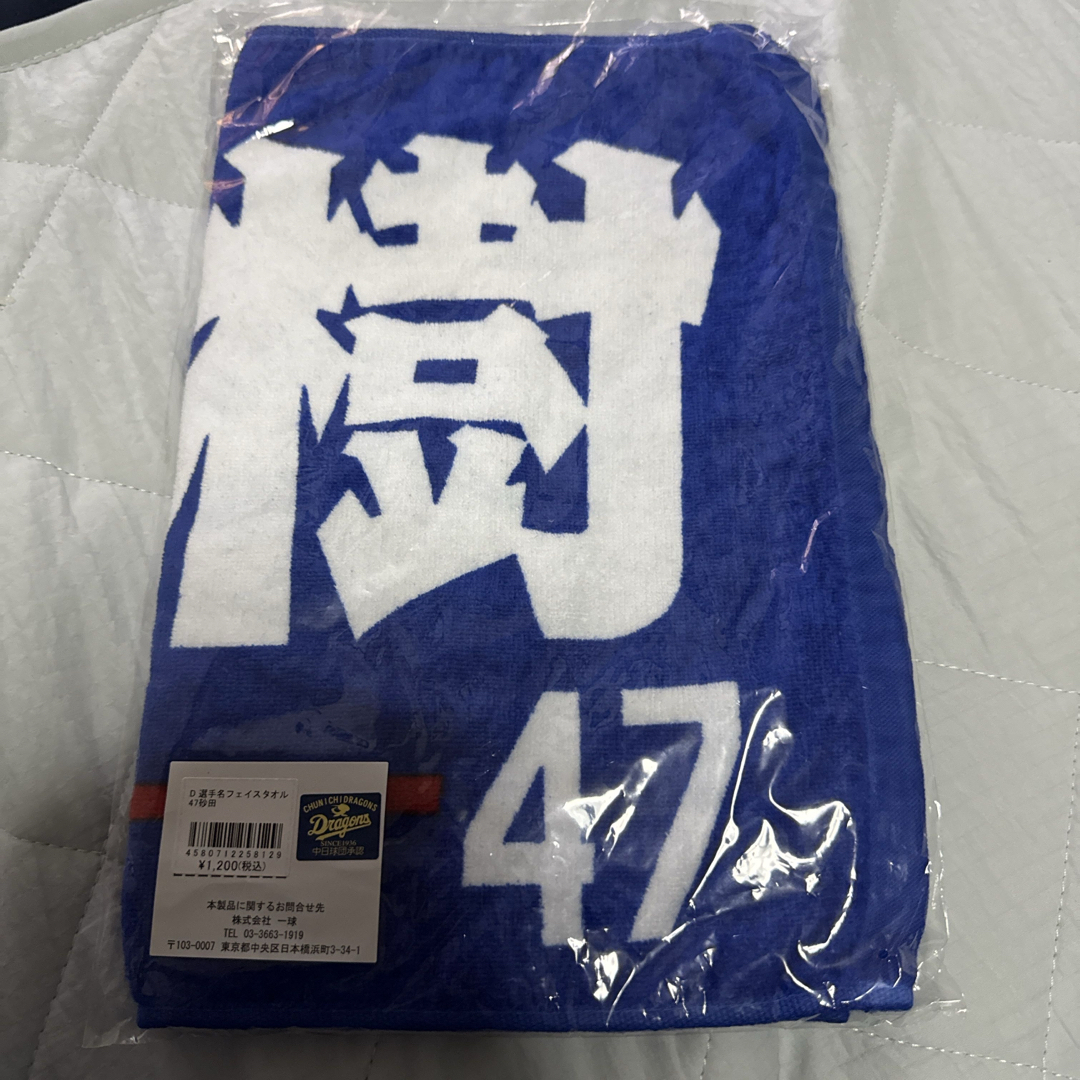 樹
47
D 選手名フェイスタオル
47砂田
4580712258129
¥1,200(税込)
CHUNICHI DRAGONS
Dragons
SINCE 1936
中日球団承認
本製品に関するお問合せ先
株式会社 一球
TEL 03-3663-1919
〒103-0007 東京都中央区日本橋浜町3-34-1